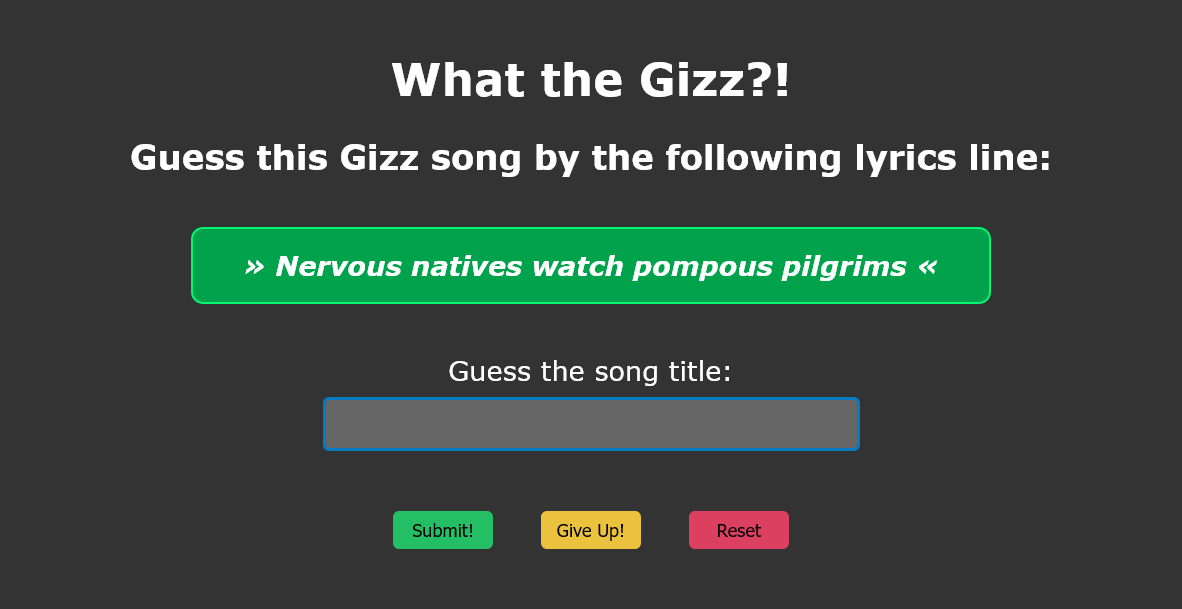 What the Gizz?!
Guess this Gizz song by the following lyrics line:
» Nervous natives watch pompous pilgrims «
Guess the song title:
Submit!
Give Up!
Reset